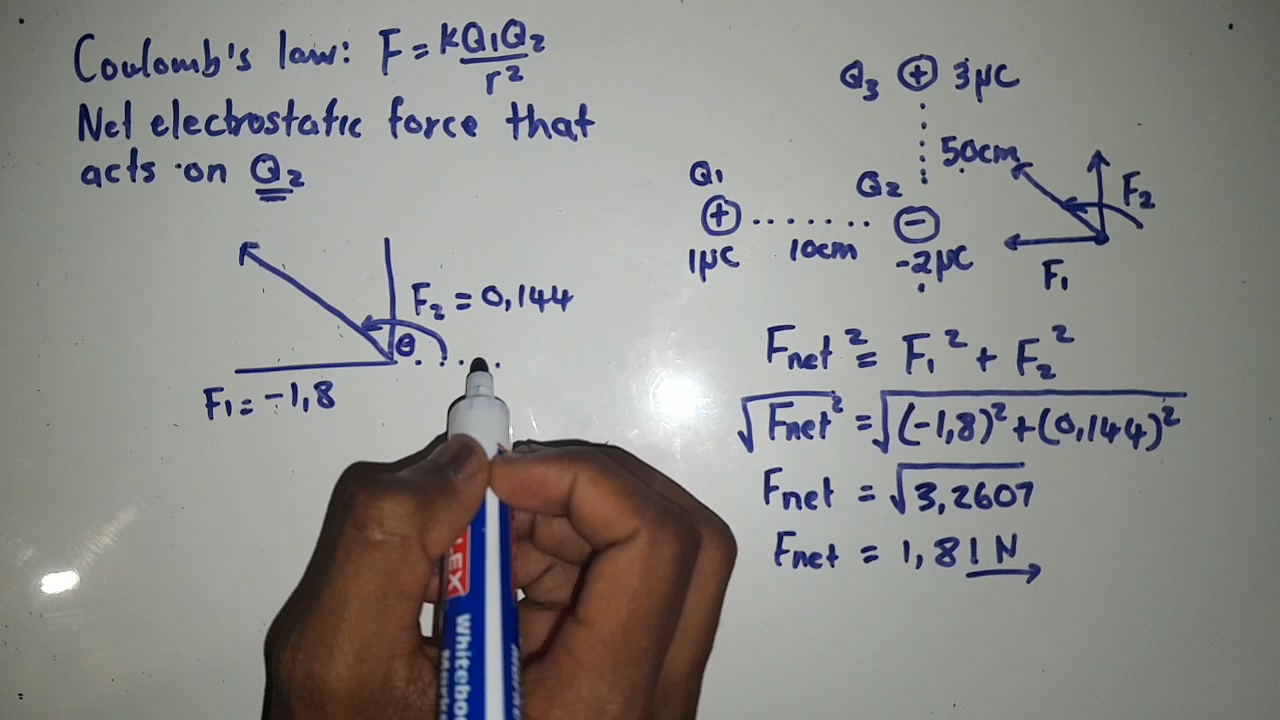 Coulomb's law: F = kQ1Q2
r²
Net electrostatic force that
acts on Q2
Q3 + 3μC
50cm
Q1
Q2
+
-
1μC
10cm
-2μC
F2
F1
F2 = 0,144
θ
F1 = -1,8
Fnet² = F1² + F2²
√Fnet² = √(-1,8)² + (0,144)²
Fnet = √3,2607
Fnet = 1,81 N
LEX
Whiteboa